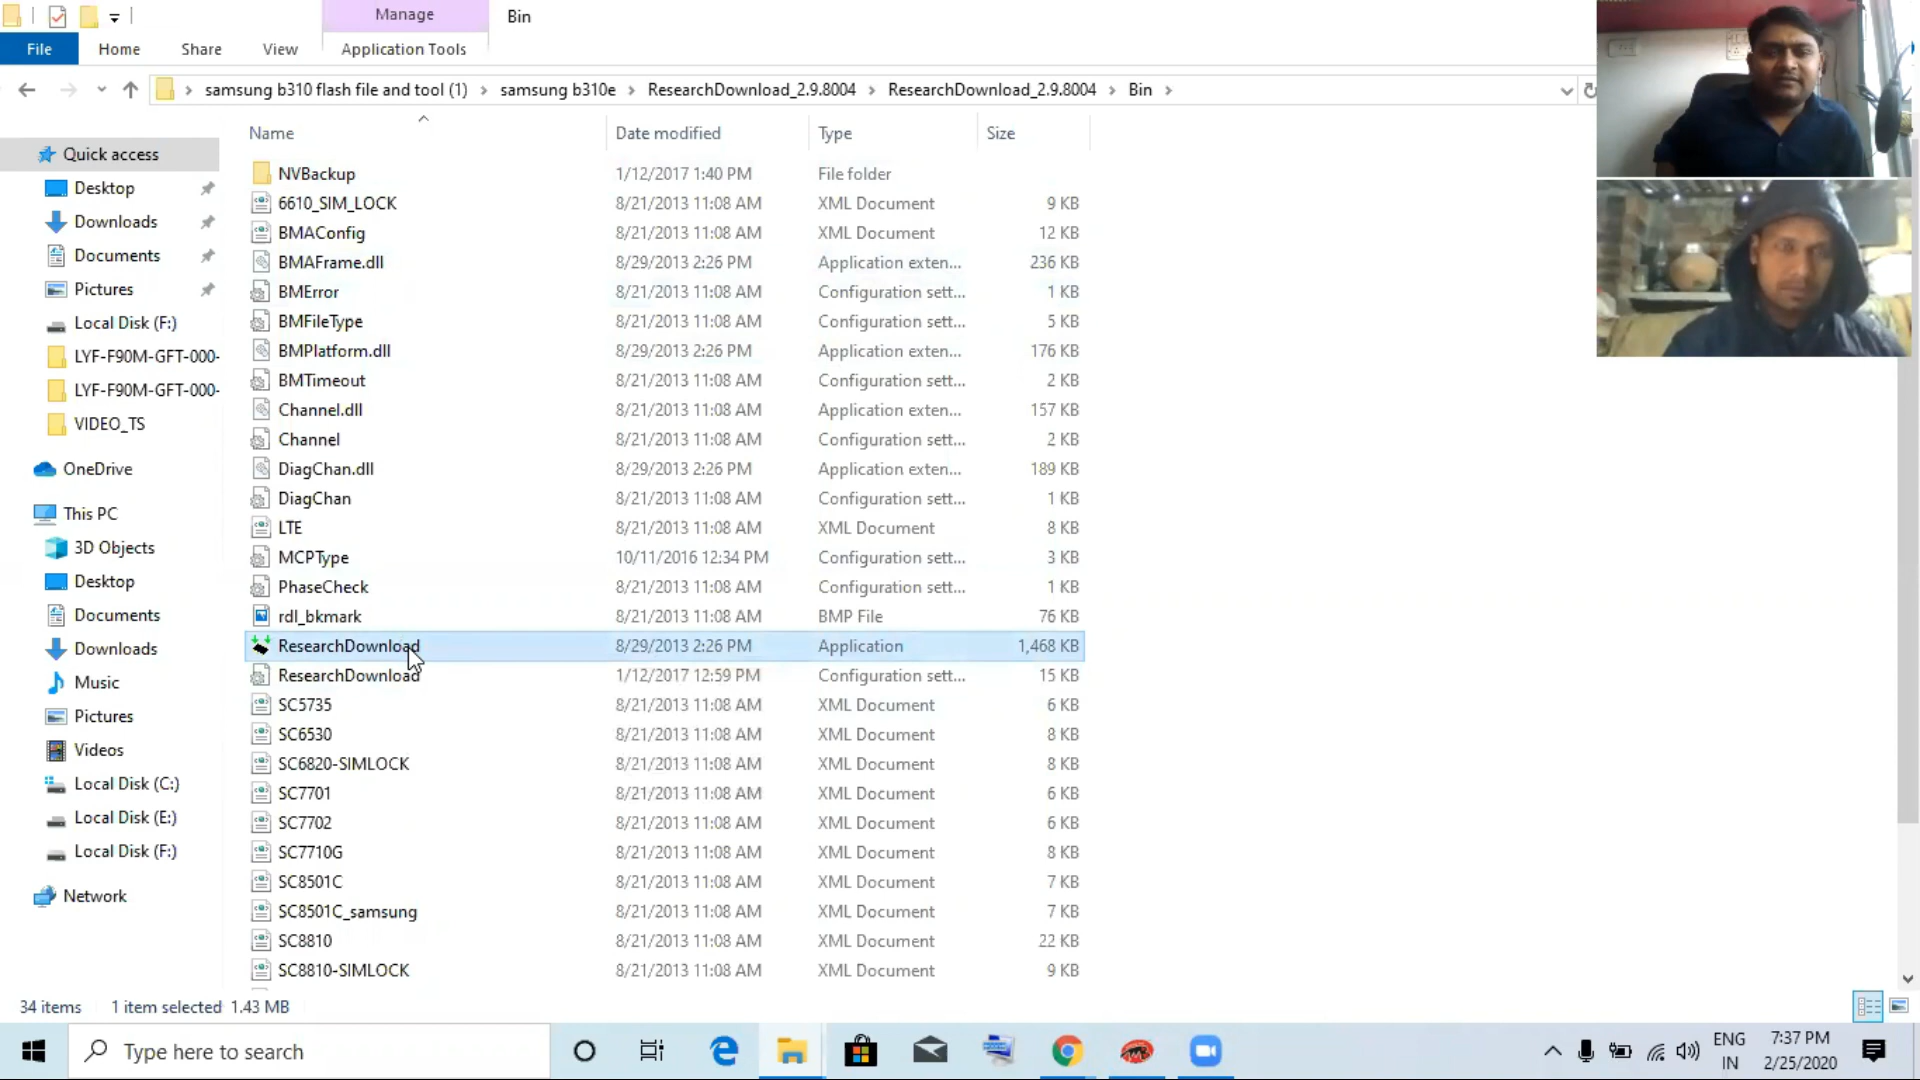 Manage
Bin
File
Home
Share
View
Application Tools
samsung b310 flash file and tool (1)
samsung b310e
ResearchDownload_2.9.8004
ResearchDownload_2.9.8004
Bin
Name
Date modified
Type
Size
Quick access
Desktop
Downloads
Documents
Pictures
Local Disk (F:)
LYF-F90M-GFT-000-
LYF-F90M-GFT-000-
VIDEO_TS
OneDrive
This PC
3D Objects
Desktop
Documents
Downloads
Music
Pictures
Videos
Local Disk (C:)
Local Disk (E:)
Local Disk (F:)
Network
NVBackup 1/12/2017 1:40 PM File folder
6610_SIM_LOCK 8/21/2013 11:08 AM XML Document 9 KB
BMAConfig 8/21/2013 11:08 AM XML Document 12 KB
BMAFrame.dll 8/29/2013 2:26 PM Application exten... 236 KB
BMError 8/21/2013 11:08 AM Configuration sett... 1 KB
BMFileType 8/21/2013 11:08 AM Configuration sett... 5 KB
BMPlatform.dll 8/29/2013 2:26 PM Application exten... 176 KB
BMTimeout 8/21/2013 11:08 AM Configuration sett... 2 KB
Channel.dll 8/21/2013 11:08 AM Application exten... 157 KB
Channel 8/21/2013 11:08 AM Configuration sett... 2 KB
DiagChan.dll 8/29/2013 2:26 PM Application exten... 189 KB
DiagChan 8/21/2013 11:08 AM Configuration sett... 1 KB
LTE 8/21/2013 11:08 AM XML Document 8 KB
MCPType 10/11/2016 12:34 PM Configuration sett... 3 KB
PhaseCheck 8/21/2013 11:08 AM Configuration sett... 1 KB
rdl_bkmark 8/21/2013 11:08 AM BMP File 76 KB
ResearchDownload 8/29/2013 2:26 PM Application 1,468 KB
ResearchDownload 1/12/2017 12:59 PM Configuration sett... 15 KB
SC5735 8/21/2013 11:08 AM XML Document 6 KB
SC6530 8/21/2013 11:08 AM XML Document 8 KB
SC6820-SIMLOCK 8/21/2013 11:08 AM XML Document 8 KB
SC7701 8/21/2013 11:08 AM XML Document 6 KB
SC7702 8/21/2013 11:08 AM XML Document 6 KB
SC7710G 8/21/2013 11:08 AM XML Document 8 KB
SC8501C 8/21/2013 11:08 AM XML Document 7 KB
SC8501C_samsung 8/21/2013 11:08 AM XML Document 7 KB
SC8810 8/21/2013 11:08 AM XML Document 22 KB
SC8810-SIMLOCK 8/21/2013 11:08 AM XML Document 9 KB
34 items 1 item selected 1.43 MB
Type here to search
ENG
IN
7:37 PM
2/25/2020